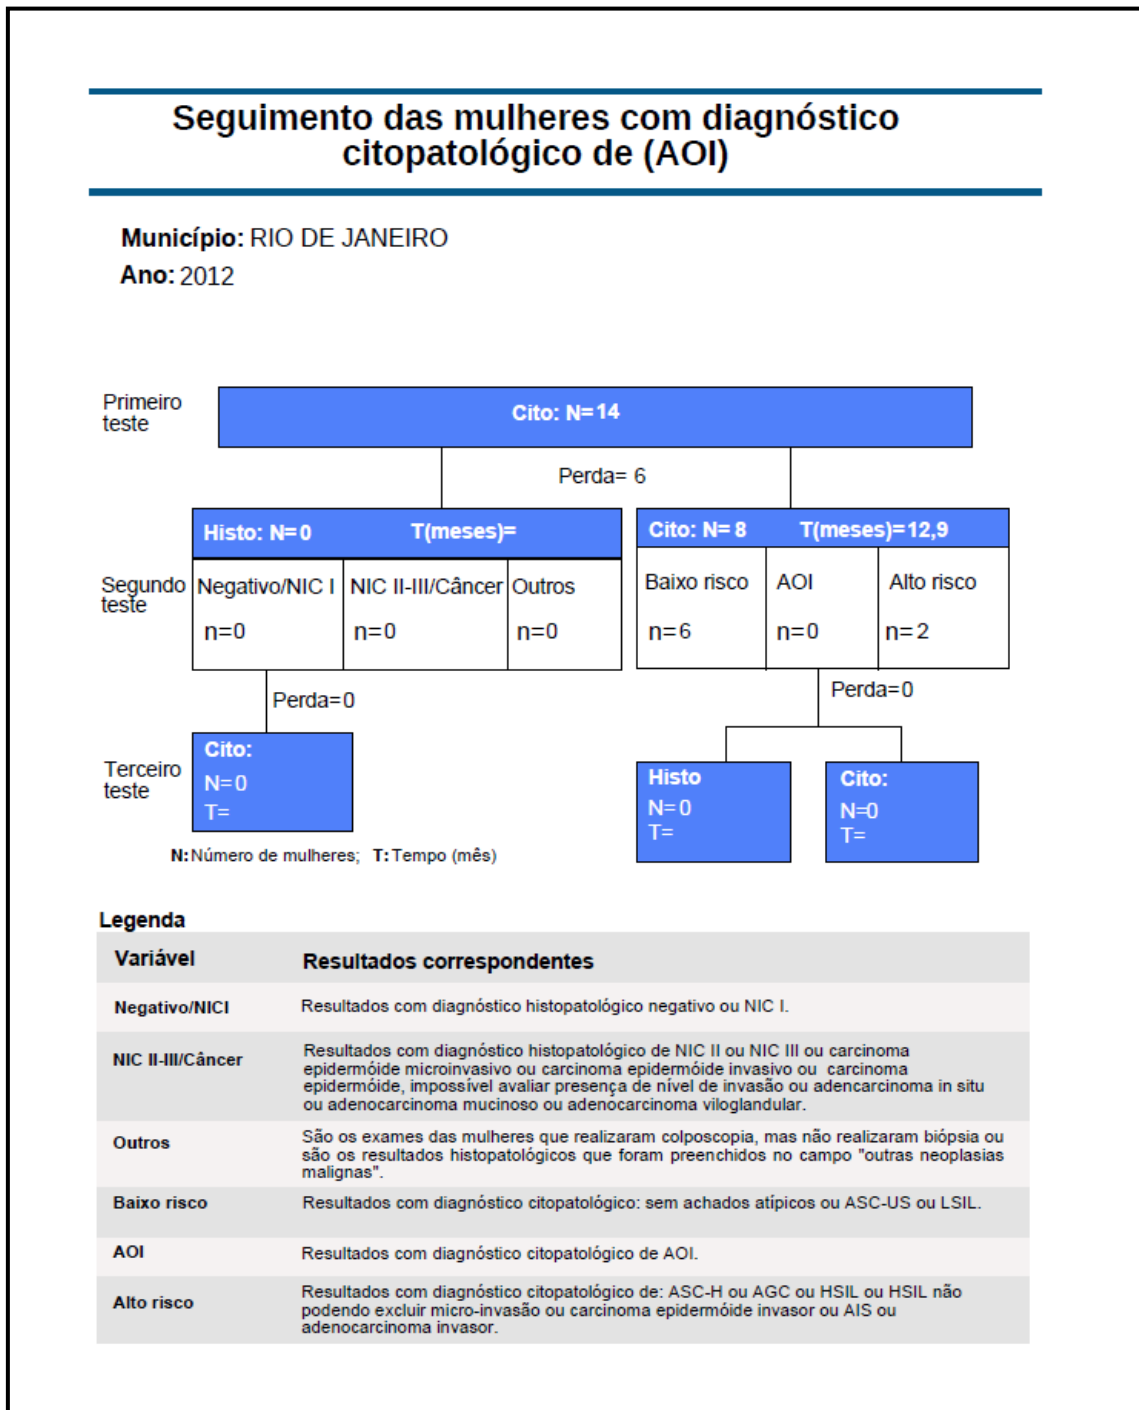 Seguimento das mulheres com diagnóstico
citopatológico de (AOI)
Município: RIO DE JANEIRO
Ano: 2012
Primeiro
teste
Cito: N=14
Perda= 6
Segundo
teste
Histo: N=0 T(meses)=
Negativo/NIC I NIC II-III/Câncer Outros
n=0 n=0 n=0
Cito: N= 8 T(meses)=12,9
Baixo risco AOI Alto risco
n=6 n=0 n=2
Perda=0
Perda=0
Terceiro
teste
Cito:
N=0
T=
Histo
N=0
T=
Cito:
N=0
T=
N:Número de mulheres; T:Tempo (mês)
Legenda
Variável Resultados correspondentes
Negativo/NICI Resultados com diagnóstico histopatológico negativo ou NIC I.
NIC II-III/Câncer Resultados com diagnóstico histopatológico de NIC II ou NIC III ou carcinoma
epidermóide microinvasivo ou carcinoma epidermóide invasivo ou carcinoma
epidermóide, impossível avaliar presença de nível de invasão ou adencarcinoma in situ
ou adenocarcinoma mucinoso ou adenocarcinoma viloglandular.
Outros São os exames das mulheres que realizaram colposcopia, mas não realizaram biópsia ou
são os resultados histopatológicos que foram preenchidos no campo "outras neoplasias
malignas".
Baixo risco Resultados com diagnóstico citopatológico: sem achados atípicos ou ASC-US ou LSIL.
AOI Resultados com diagnóstico citopatológico de AOI.
Alto risco Resultados com diagnóstico citopatológico de: ASC-H ou AGC ou HSIL ou HSIL não
podendo excluir micro-invasão ou carcinoma epidermóide invasor ou AIS ou
adenocarcinoma invasor.